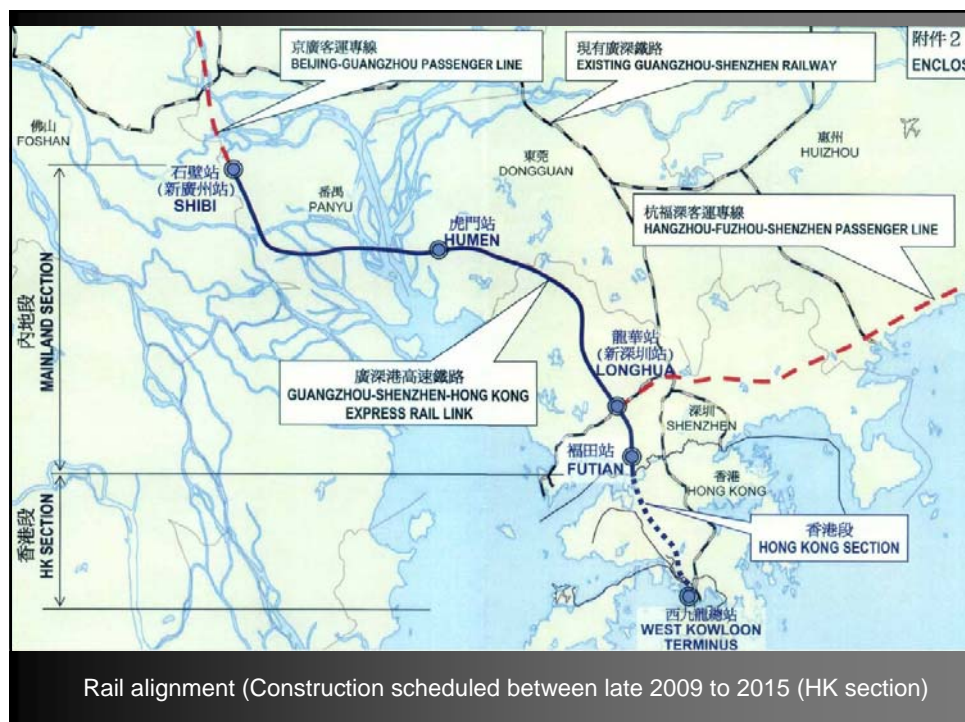 京廣客運專線
BEIJING-GUANGZHOU PASSENGER LINE
現有廣深鐵路
EXISTING GUANGZHOU-SHENZHEN RAILWAY
附件2
ENCLOS
佛山
FOSHAN
石壁站
(新廣州站)
SHIBI
番禺
PANYU
虎門站
HUMEN
東莞
DONGGUAN
惠州
HUIZHOU
杭福深客運專線
HANGZHOU-FUZHOU-SHENZHEN PASSENGER LINE
內地段
MAINLAND SECTION
廣深港高速鐵路
GUANGZHOU-SHENZHEN-HONG KONG
EXPRESS RAIL LINK
龍華站
(新深圳站)
LONGHUA
深圳
SHENZHEN
福田站
FUTIAN
香港
HONG KONG
香港段
HK SECTION
香港段
HONG KONG SECTION
西九龍總站
WEST KOWLOON
TERMINUS
Rail alignment (Construction scheduled between late 2009 to 2015 (HK section)